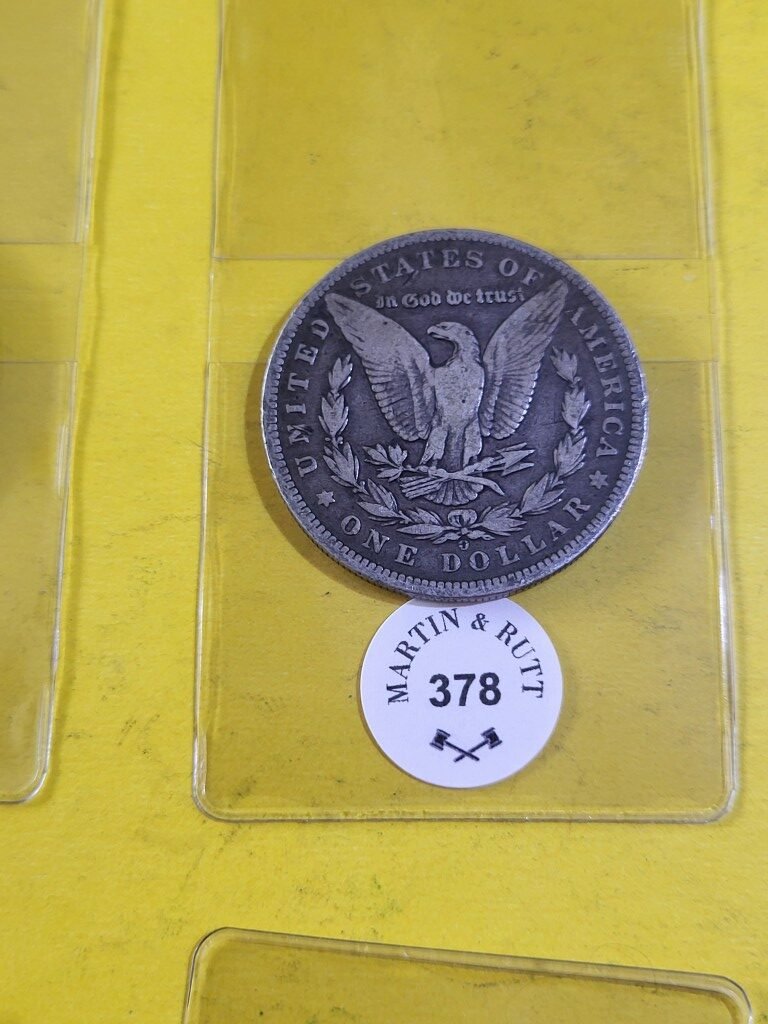 UNITED STATES OF AMERICA
In God we trust
O
ONE DOLLAR
MARTIN & RUTT
378